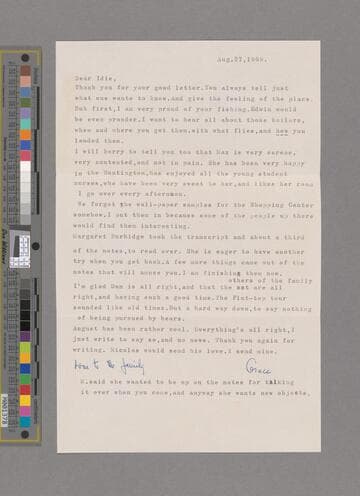 Aug.27,1969.
Dear Idie,
Thank you for your good letter.You always tell just
what one wants to know,and give the feeling of the place.
But first,I am very proud of your fishing.Edwin would
be even prouder.I want to hear all about those
when and where you got them,with what flies,and how you
landed them.
I will hurry to tell you that Max is very serene,
very contented,and not in pain. She has been very happy
in the Huntington,has enjoyed all the young student
nurses,who have been very sweet to her,and likes her room
I go over every afternoon.
We forgot the wall-paper samples for the Shopping Center
somehow.I put them in because some of the people up there
would find them interesting.
Margaret took the transcript and about a third
of the notes,to read over. She is eager to have another
try when you get back.A few more things came out of the
notes that will amuse you.I am finishing them now.
others of the family
I'm glad Dam is all right,and that the are all
right,and having such a good time.The Flat-top tour
sounded like old times.But a hard way down,to say nothing
of being pursued by bears.
August has been rather cool. Everything's all right,I
just write to say so,and no news. Thank you again for
writing. Nicolas would send his love.I send mine.
Love to the family Grace
M.said she wanted to be up on the notes for talking
it over when you come,and anyway she wants new objects.